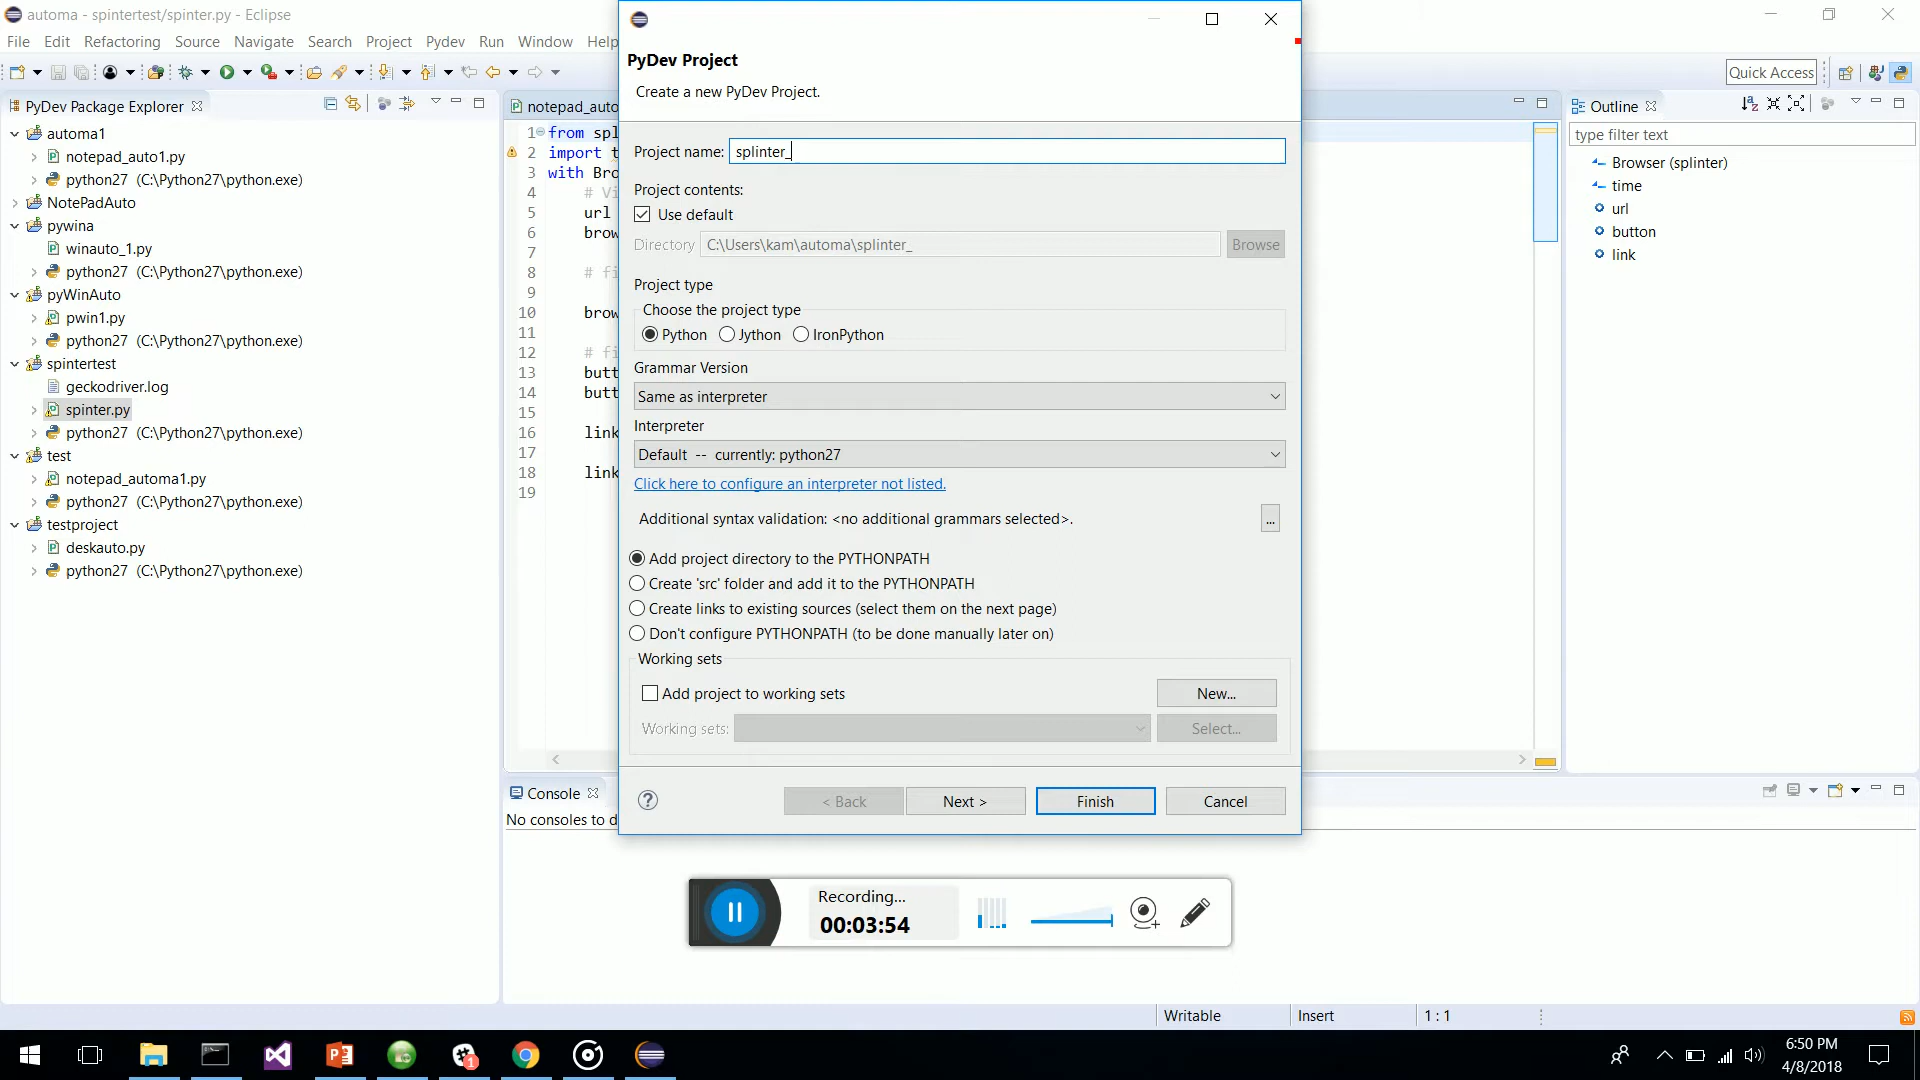 automa - spintertest/spinter.py - Eclipse
File Edit Refactoring Source Navigate Search Project Pydev Run Window Help
Quick Access
PyDev Package Explorer
automa1
notepad_auto1.py
python27 (C:\Python27\python.exe)
NotePadAuto
pywina
winauto_1.py
python27 (C:\Python27\python.exe)
pyWinAuto
pwin1.py
python27 (C:\Python27\python.exe)
spintertest
geckodriver.log
spinter.py
python27 (C:\Python27\python.exe)
test
notepad_automa1.py
python27 (C:\Python27\python.exe)
testproject
deskauto.py
python27 (C:\Python27\python.exe)
notepad_auto
1 from spl
2 import t
3 with Bro
4 # Vi
5 url
6 brow
7
8 # fi
9
10 brow
11
12 # fi
13 butt
14 butt
15
16 link
17
18 link
19
PyDev Project
Create a new PyDev Project.
Project name: splinter_
Project contents:
Use default
Directory C:\Users\kam\automa\splinter_ Browse
Project type
Choose the project type
Python Jython IronPython
Grammar Version
Same as interpreter
Interpreter
Default -- currently: python27
Click here to configure an interpreter not listed.
Additional syntax validation: <no additional grammars selected>. ...
Add project directory to the PYTHONPATH
Create 'src' folder and add it to the PYTHONPATH
Create links to existing sources (select them on the next page)
Don't configure PYTHONPATH (to be done manually later on)
Working sets
Add project to working sets New...
Working sets: Select...
? < Back Next > Finish Cancel
Outline
type filter text
Browser (splinter)
time
url
button
link
Console
No consoles to d
Recording...
00:03:54
Writable Insert 1 : 1
1
6:50 PM
4/8/2018